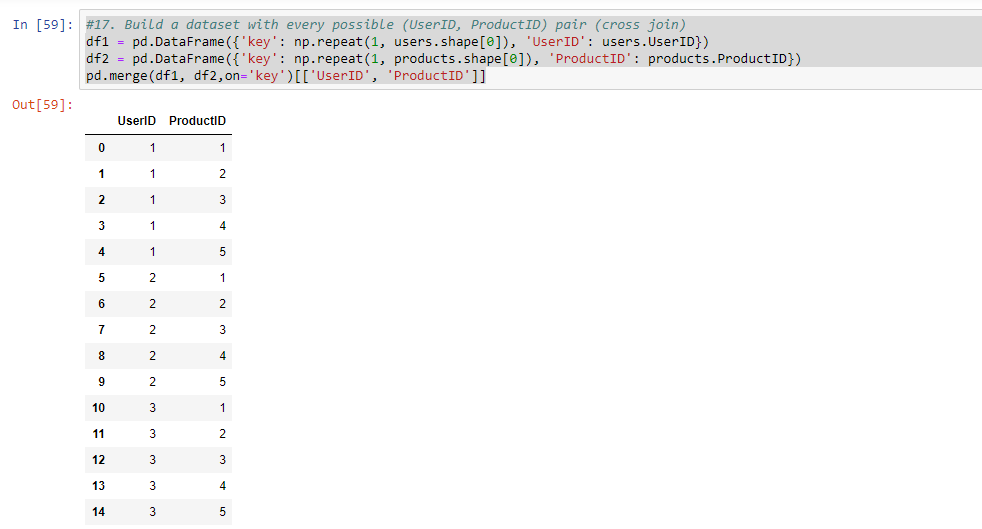 In [59]: #17. Build a dataset with every possible (UserID, ProductID) pair (cross join)
df1 = pd.DataFrame({'key': np.repeat(1, users.shape[0]), 'UserID': users.UserID})
df2 = pd.DataFrame({'key': np.repeat(1, products.shape[0]), 'ProductID': products.ProductID})
pd.merge(df1, df2,on='key')[['UserID', 'ProductID']]
Out[59]:
UserID ProductID
0 1 1
1 1 2
2 1 3
3 1 4
4 1 5
5 2 1
6 2 2
7 2 3
8 2 4
9 2 5
10 3 1
11 3 2
12 3 3
13 3 4
14 3 5